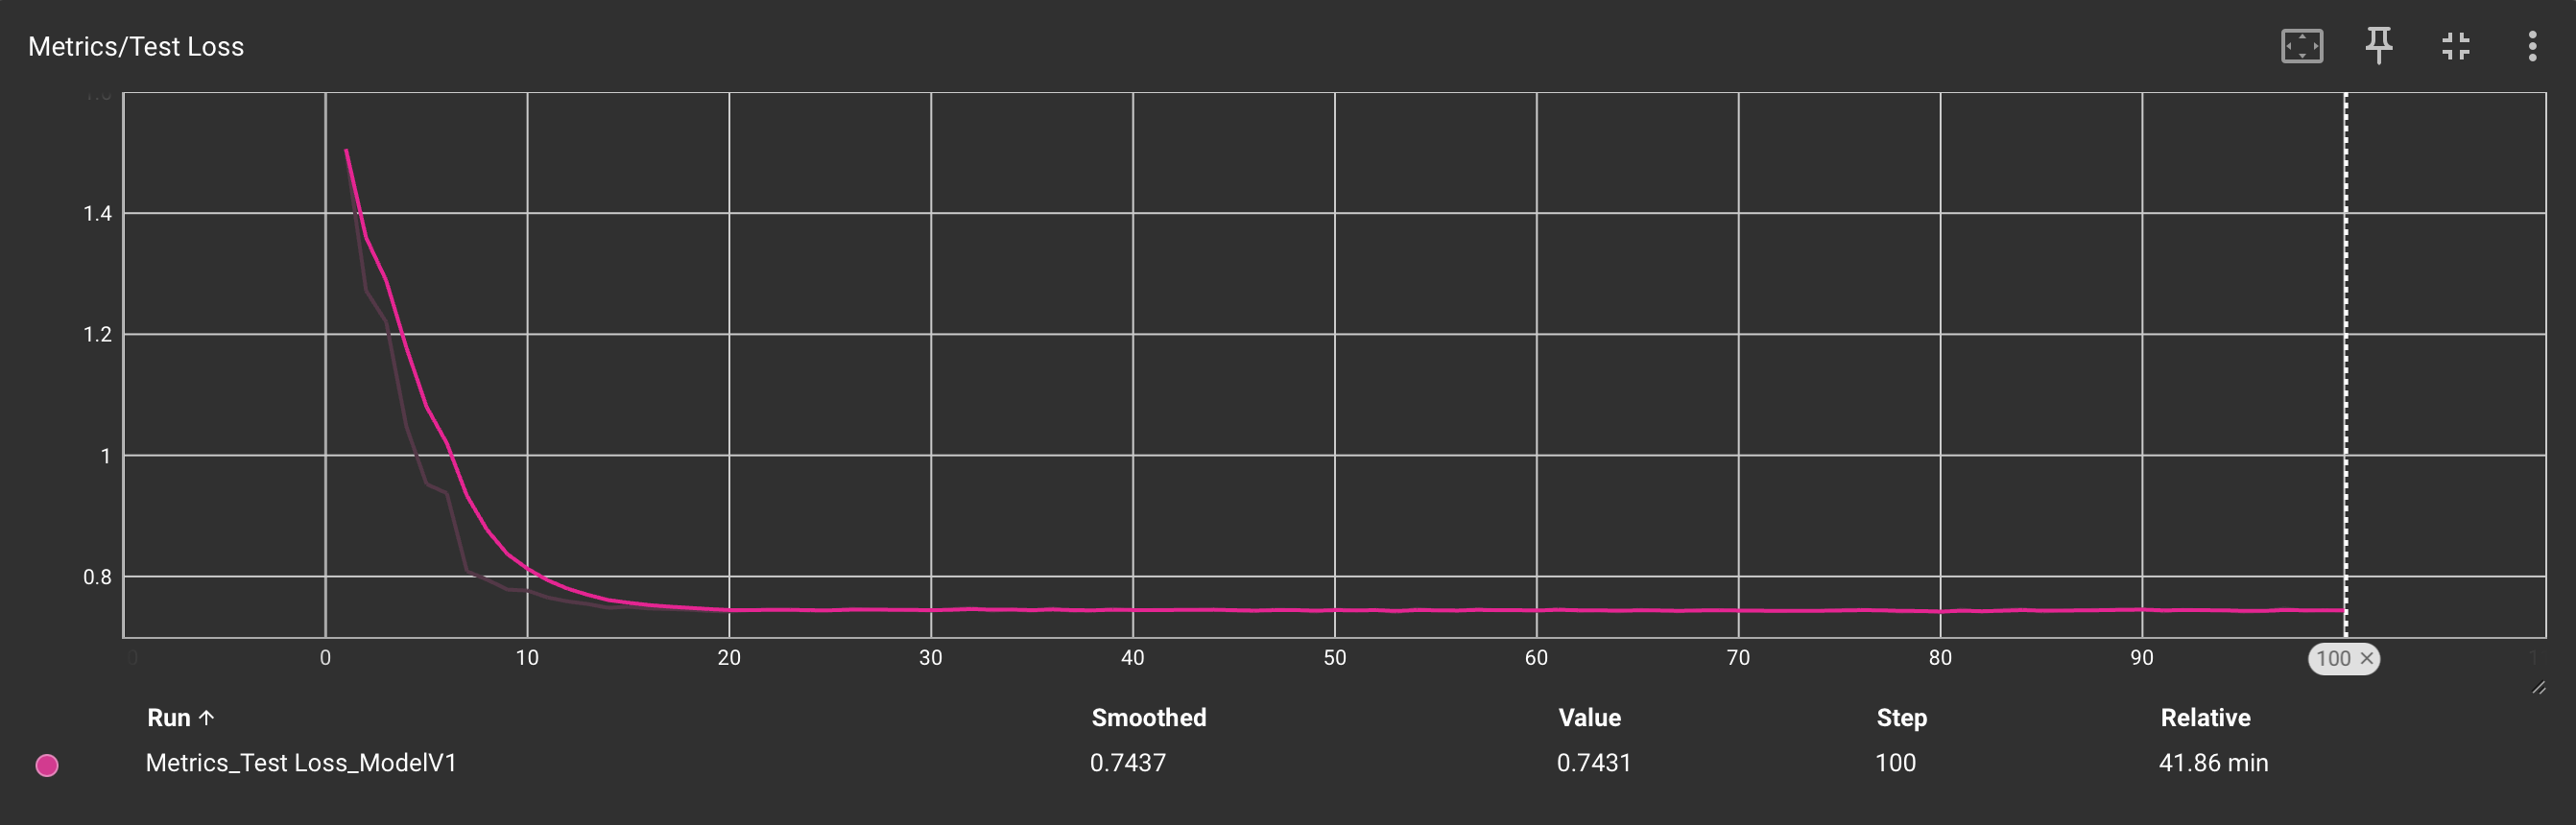 Metrics/Test Loss
1.4
1.2
1
0.8
0 10 20 30 40 50 60 70 80 90 100 ×
Run ↑ Smoothed Value Step Relative
Metrics_Test Loss_ModelV1 0.7437 0.7431 100 41.86 min